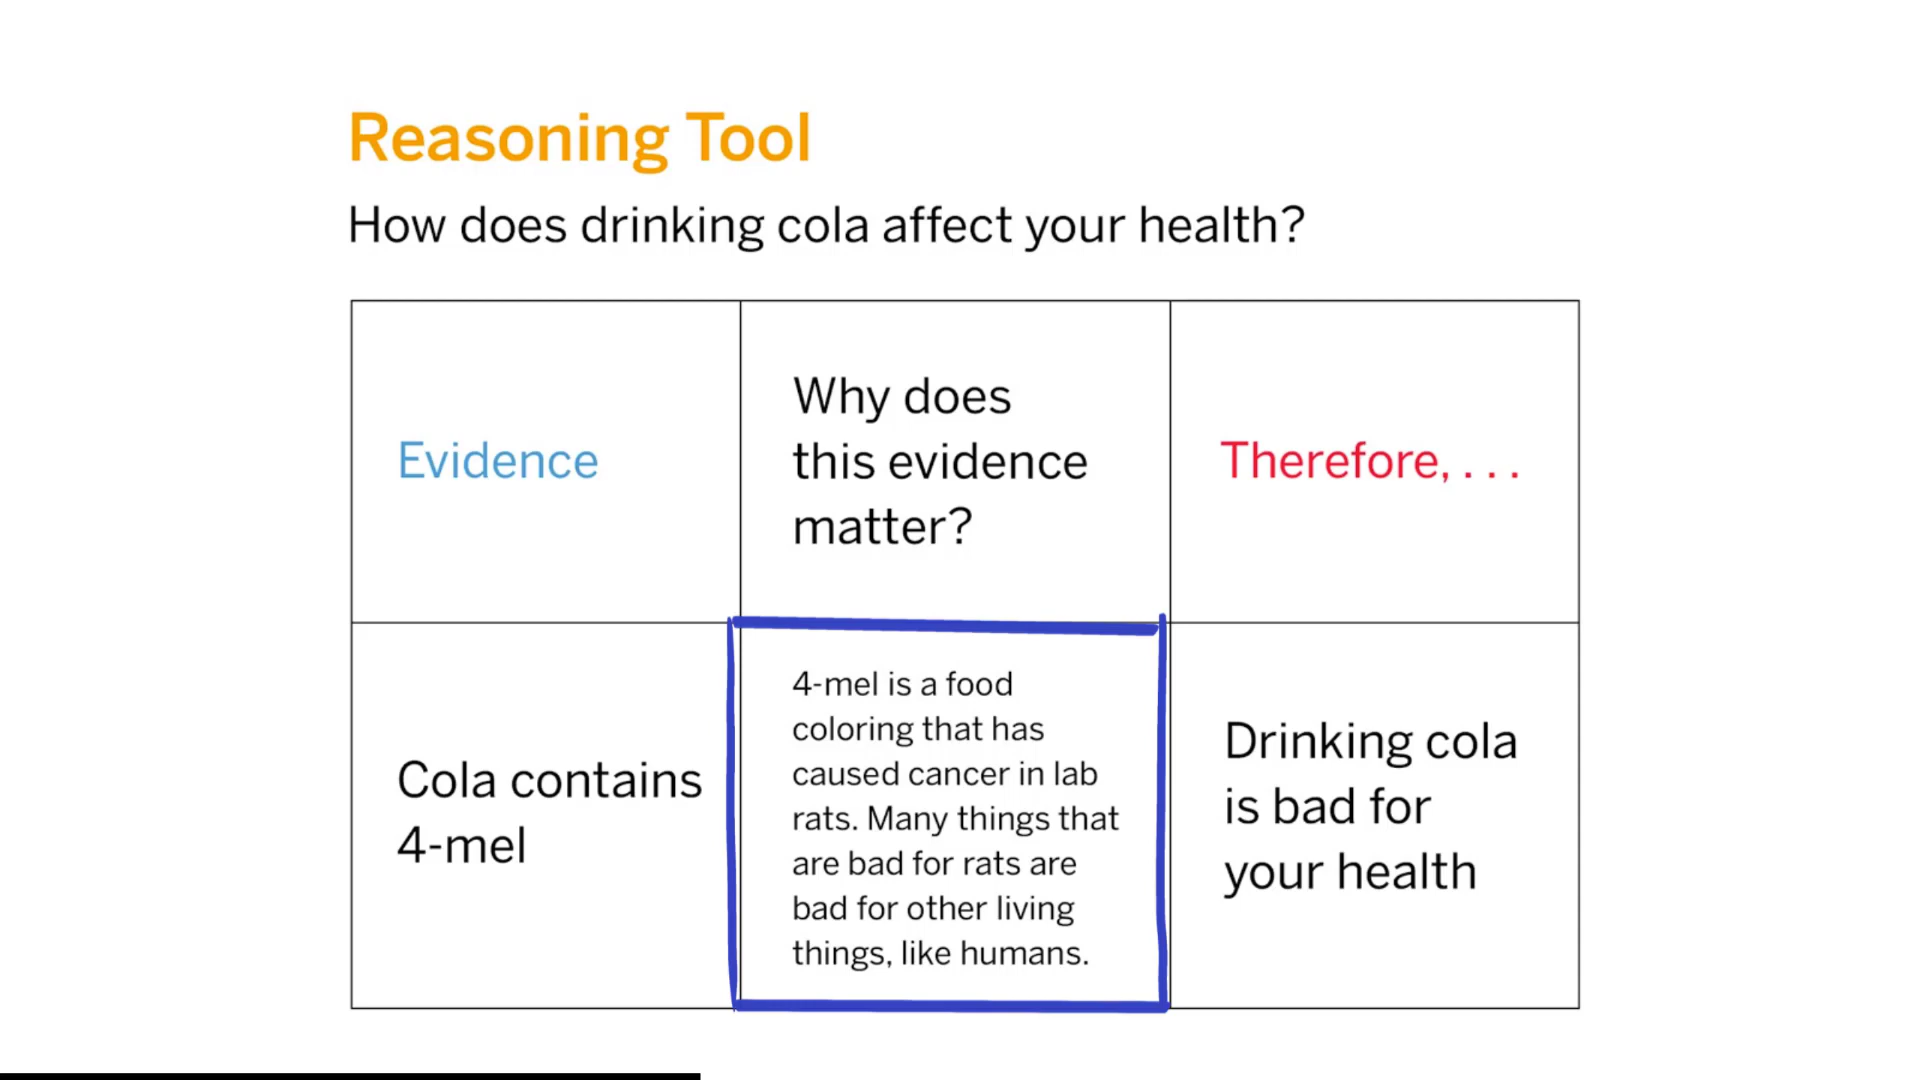 Reasoning Tool
How does drinking cola affect your health?
Evidence
Why does
this evidence
matter?
Therefore, . . .
Cola contains
4-mel
4-mel is a food
coloring that has
caused cancer in lab
rats. Many things that
are bad for rats are
bad for other living
things, like humans.
Drinking cola
is bad for
your health